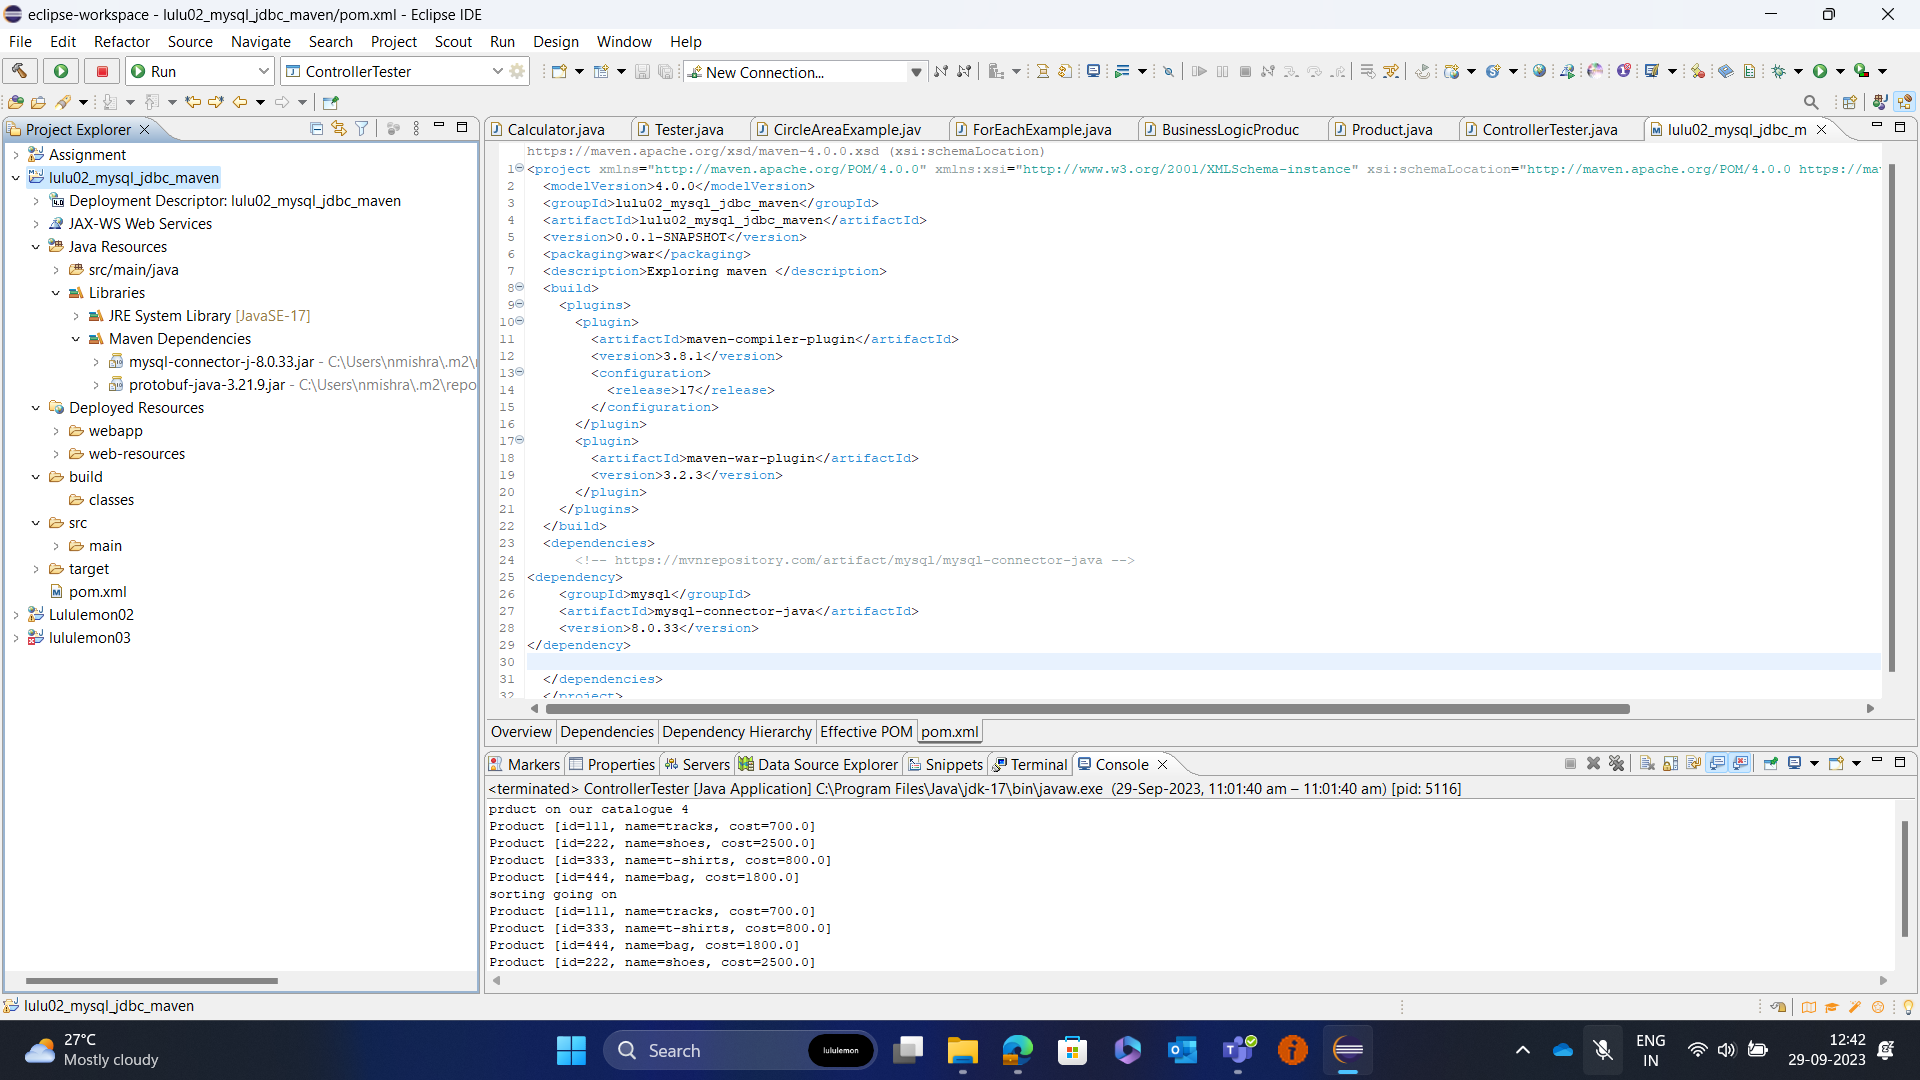 eclipse-workspace - lulu02_mysql_jdbc_maven/pom.xml - Eclipse IDE
File Edit Refactor Source Navigate Search Project Scout Run Design Window Help
Run ControllerTester New Connection...
Project Explorer
Assignment
lulu02_mysql_jdbc_maven
Deployment Descriptor: lulu02_mysql_jdbc_maven
JAX-WS Web Services
Java Resources
src/main/java
Libraries
JRE System Library [JavaSE-17]
Maven Dependencies
mysql-connector-j-8.0.33.jar - C:\Users\nmishra\.m2\
protobuf-java-3.21.9.jar - C:\Users\nmishra\.m2\repo
Deployed Resources
webapp
web-resources
build
classes
src
main
target
pom.xml
Lululemon02
lululemon03
Calculator.java Tester.java CircleAreaExample.jav ForEachExample.java BusinessLogicProduc Product.java ControllerTester.java lulu02_mysql_jdbc_m
https://maven.apache.org/xsd/maven-4.0.0.xsd (xsi:schemaLocation)
1 <project xmlns="http://maven.apache.org/POM/4.0.0" xmlns:xsi="http://www.w3.org/2001/XMLSchema-instance" xsi:schemaLocation="http://maven.apache.org/POM/4.0.0 https://ma
2 <modelVersion>4.0.0</modelVersion>
3 <groupId>lulu02_mysql_jdbc_maven</groupId>
4 <artifactId>lulu02_mysql_jdbc_maven</artifactId>
5 <version>0.0.1-SNAPSHOT</version>
6 <packaging>war</packaging>
7 <description>Exploring maven </description>
8 <build>
9 <plugins>
10 <plugin>
11 <artifactId>maven-compiler-plugin</artifactId>
12 <version>3.8.1</version>
13 <configuration>
14 <release>17</release>
15 </configuration>
16 </plugin>
17 <plugin>
18 <artifactId>maven-war-plugin</artifactId>
19 <version>3.2.3</version>
20 </plugin>
21 </plugins>
22 </build>
23 <dependencies>
24 <!-- https://mvnrepository.com/artifact/mysql/mysql-connector-java -->
25 <dependency>
26 <groupId>mysql</groupId>
27 <artifactId>mysql-connector-java</artifactId>
28 <version>8.0.33</version>
29 </dependency>
30
31 </dependencies>
32 </project>
Overview Dependencies Dependency Hierarchy Effective POM pom.xml
Markers Properties Servers Data Source Explorer Snippets Terminal Console
<terminated> ControllerTester [Java Application] C:\Program Files\Java\jdk-17\bin\javaw.exe (29-Sep-2023, 11:01:40 am – 11:01:40 am) [pid: 5116]
prduct on our catalogue 4
Product [id=111, name=tracks, cost=700.0]
Product [id=222, name=shoes, cost=2500.0]
Product [id=333, name=t-shirts, cost=800.0]
Product [id=444, name=bag, cost=1800.0]
sorting going on
Product [id=111, name=tracks, cost=700.0]
Product [id=333, name=t-shirts, cost=800.0]
Product [id=444, name=bag, cost=1800.0]
Product [id=222, name=shoes, cost=2500.0]
lulu02_mysql_jdbc_maven
27°C
Mostly cloudy
Search
lululemon
ENG
IN
12:42
29-09-2023